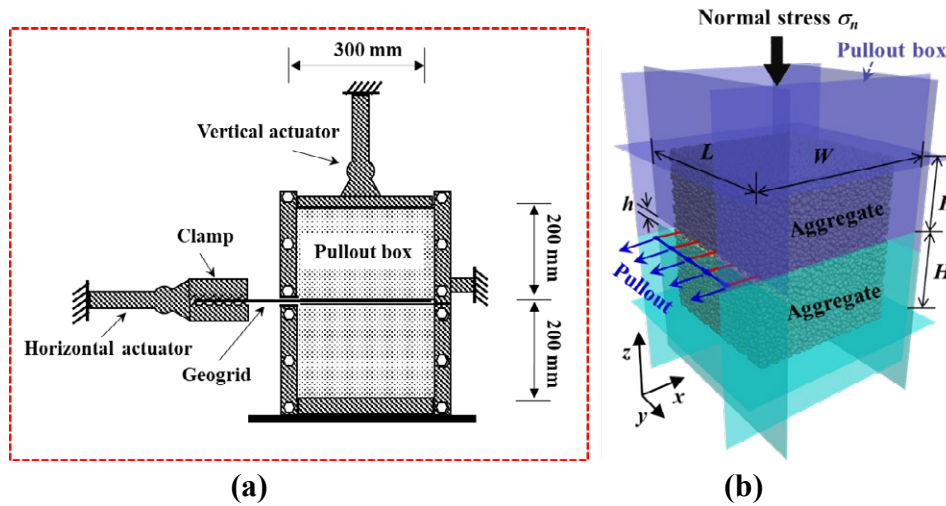 300 mm
Vertical actuator
Clamp
Pullout box
200 mm
200 mm
Horizontal actuator
Geogrid
(a)
Normal stress σn
Pullout box
L
W
h
Aggregate
H
Pullout
Aggregate
z
x
y
(b)